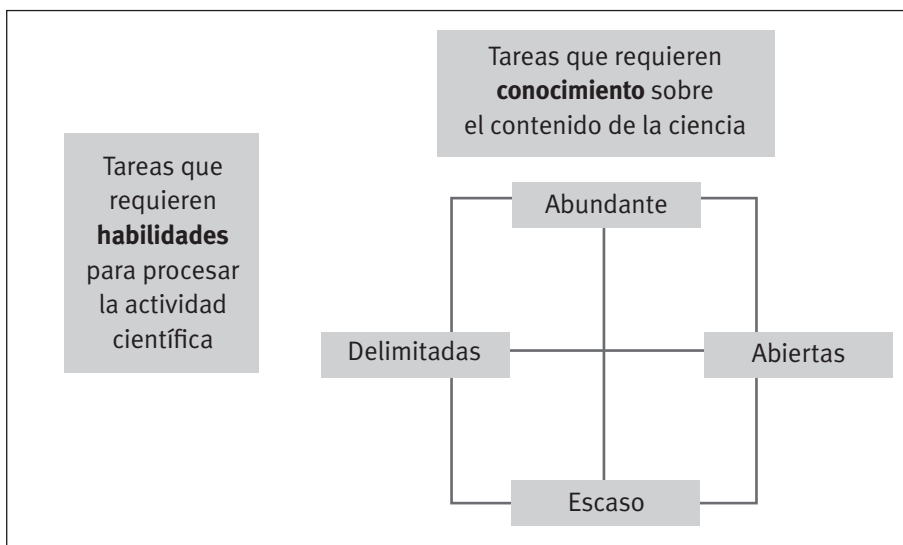 Tareas que requieren
conocimiento sobre
el contenido de la ciencia
Tareas que
requieren
habilidades
para procesar
la actividad
científica
Abundante
Delimitadas
Abiertas
Escaso